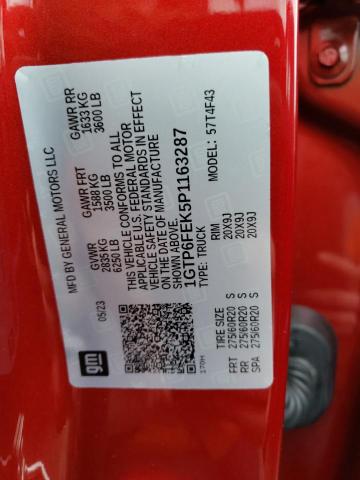 MFD BY GENERAL MOTORS LLC
05/23
GVWR
2835 KG
6250 LB
GAWR FRT
1588 KG
3500 LB
GAWR RR
1633 KG
3600 LB
THIS VEHICLE CONFORMS TO ALL
APPLICABLE FEDERAL MOTOR
VEHICLE SAFETY STANDARDS IN EFFECT
ON THE DATE OF MANUFACTURE
SHOWN ABOVE.
1GTP6FEK5P1163287
TYPE: TRUCK
57T4F43
170H
TIRE SIZE RIM
FRT 275/60R20 S 20X9J
RR 275/60R20 S 20X9J
SPA 275/60R20 S 20X9J
gm